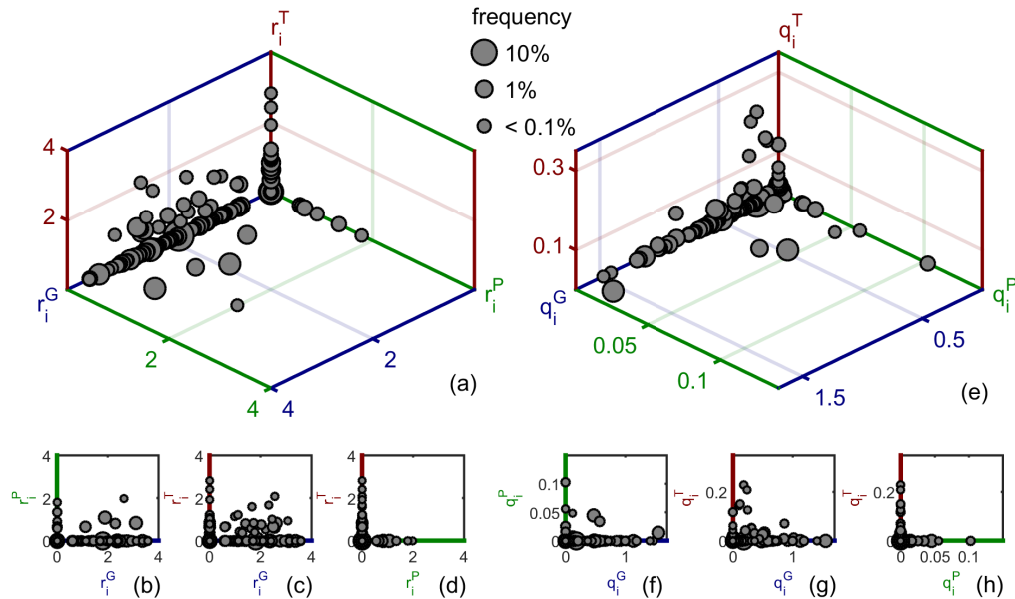 frequency
10%
1%
< 0.1%
r_i^T
4
2
r_i^G
2
4
4
2
r_i^P
(a)
q_i^T
0.3
0.1
q_i^G
0.05
0.1
1.5
0.5
q_i^P
(e)
4
2
0
r_i^P
0 2 4
r_i^G
(b)
4
2
0
r_i^T
0 2 4
r_i^G
(c)
4
2
0
r_i^T
0 2 4
r_i^P
(d)
0.1
0.05
0
q_i^P
0 1
q_i^G
(f)
0.2
0
q_i^T
0 1
q_i^G
(g)
0.2
0
q_i^T
0 0.05 0.1
q_i^P
(h)